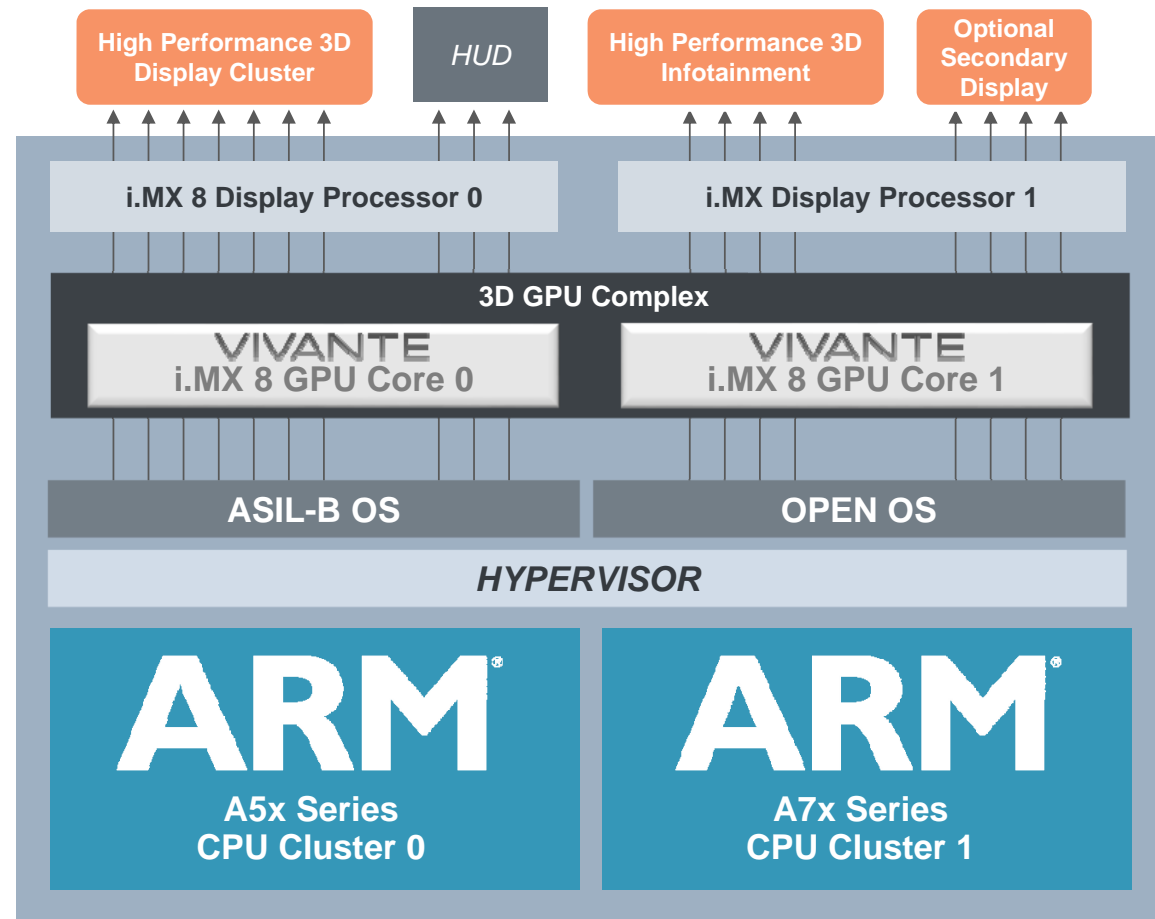 High Performance 3D
Display Cluster
HUD
High Performance 3D
Infotainment
Optional
Secondary
Display
i.MX 8 Display Processor 0
i.MX Display Processor 1
3D GPU Complex
VIVANTE
i.MX 8 GPU Core 0
VIVANTE
i.MX 8 GPU Core 1
ASIL-B OS
OPEN OS
HYPERVISOR
ARM®
A5x Series
CPU Cluster 0
ARM®
A7x Series
CPU Cluster 1